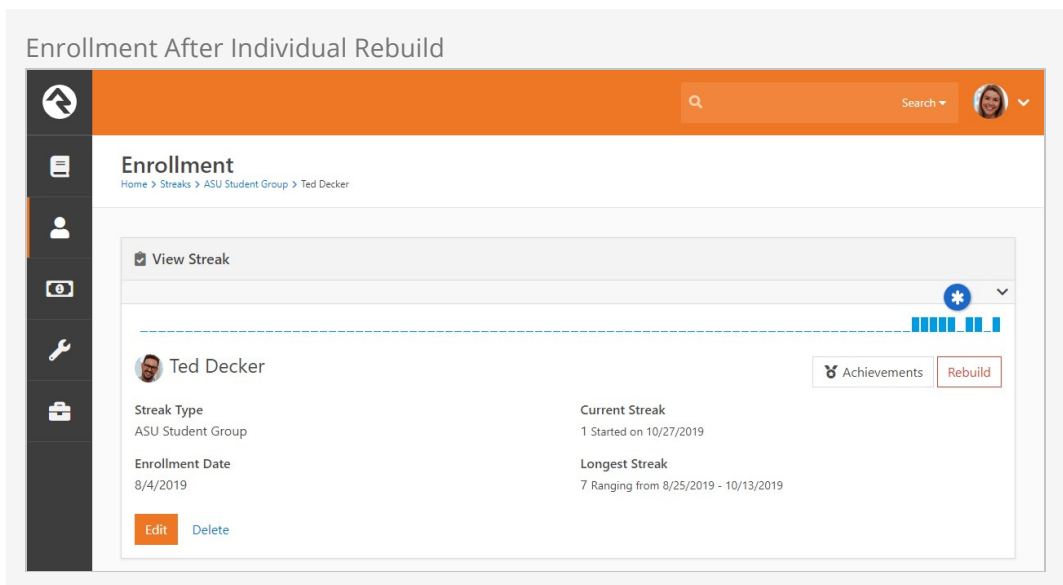 Enrollment After Individual Rebuild
Search
Enrollment
Home > Streaks > ASU Student Group > Ted Decker
View Streak
Ted Decker
Achievements
Rebuild
Streak Type
ASU Student Group
Current Streak
1 Started on 10/27/2019
Enrollment Date
8/4/2019
Longest Streak
7 Ranging from 8/25/2019 - 10/13/2019
Edit
Delete